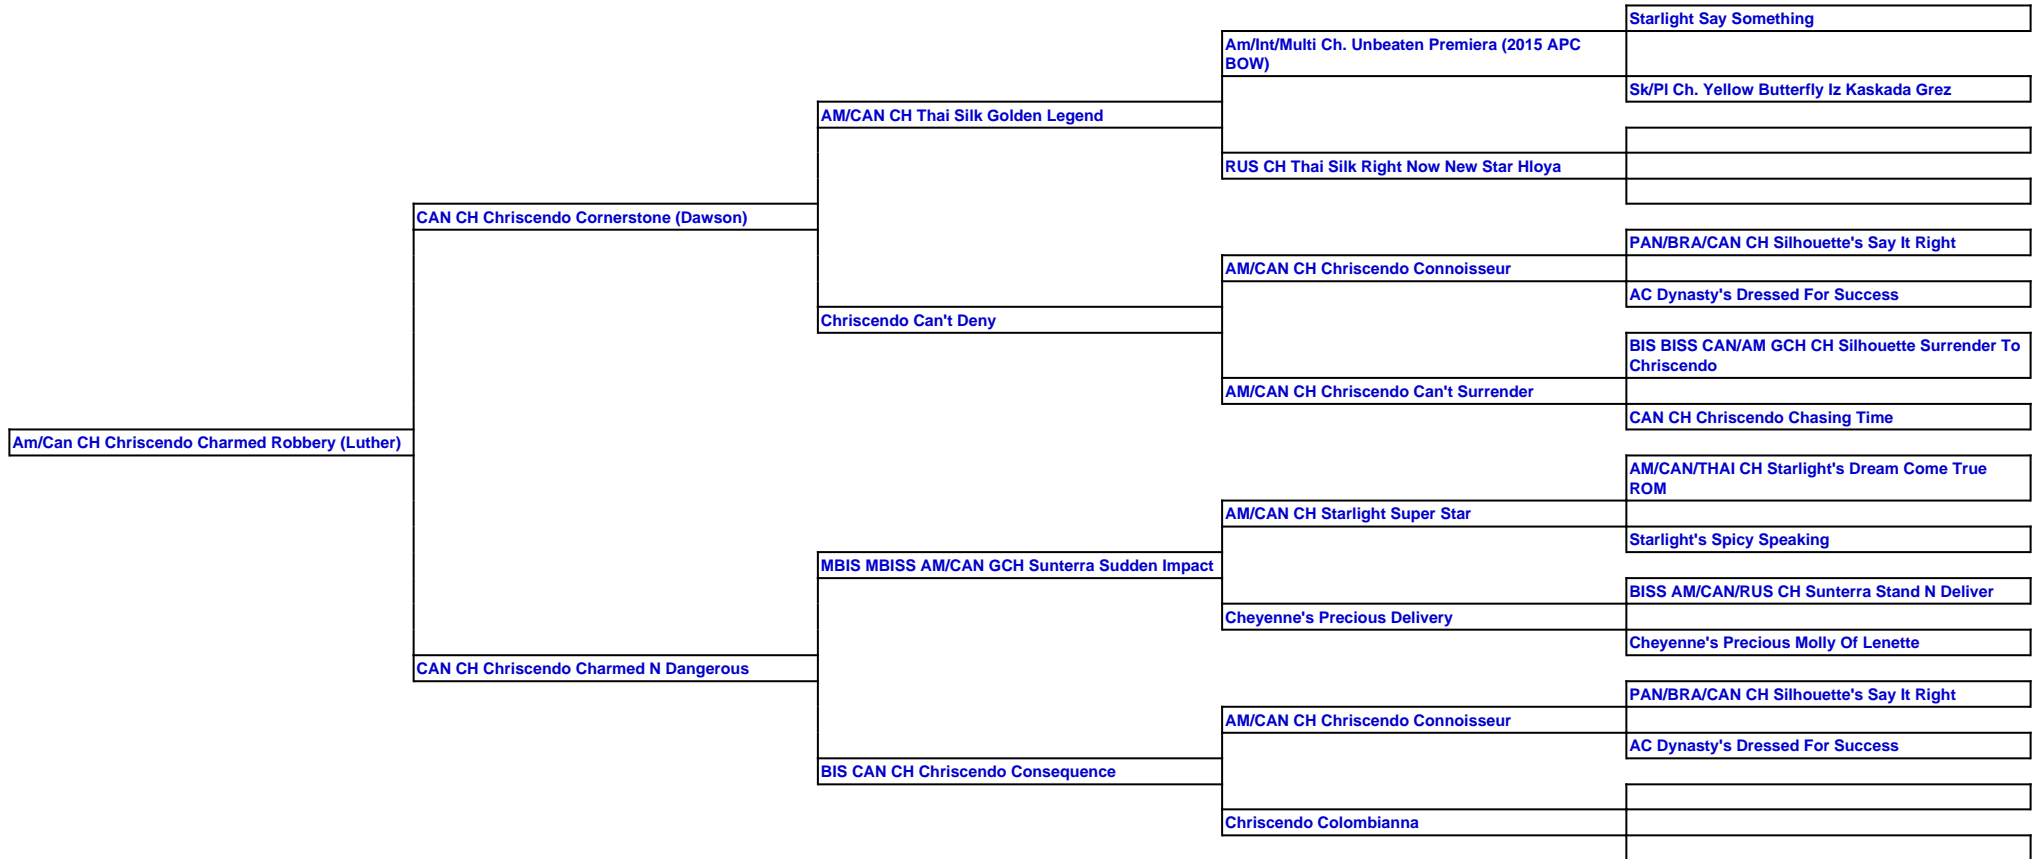 Starlight Say Something
Am/Int/Multi Ch. Unbeaten Premiera (2015 APC
BOW)
Sk/Pl Ch. Yellow Butterfly Iz Kaskada Grez
AM/CAN CH Thai Silk Golden Legend
RUS CH Thai Silk Right Now New Star Hloya
CAN CH Chriscendo Cornerstone (Dawson)
PAN/BRA/CAN CH Silhouette's Say It Right
AM/CAN CH Chriscendo Connoisseur
AC Dynasty's Dressed For Success
Chriscendo Can't Deny
BIS BISS CAN/AM GCH CH Silhouette Surrender To
Chriscendo
AM/CAN CH Chriscendo Can't Surrender
CAN CH Chriscendo Chasing Time
Am/Can CH Chriscendo Charmed Robbery (Luther)
AM/CAN/THAI CH Starlight's Dream Come True
ROM
AM/CAN CH Starlight Super Star
Starlight's Spicy Speaking
MBIS MBISS AM/CAN GCH Sunterra Sudden Impact
BISS AM/CAN/RUS CH Sunterra Stand N Deliver
Cheyenne's Precious Delivery
Cheyenne's Precious Molly Of Lenette
CAN CH Chriscendo Charmed N Dangerous
PAN/BRA/CAN CH Silhouette's Say It Right
AM/CAN CH Chriscendo Connoisseur
AC Dynasty's Dressed For Success
BIS CAN CH Chriscendo Consequence
Chriscendo Colombianna